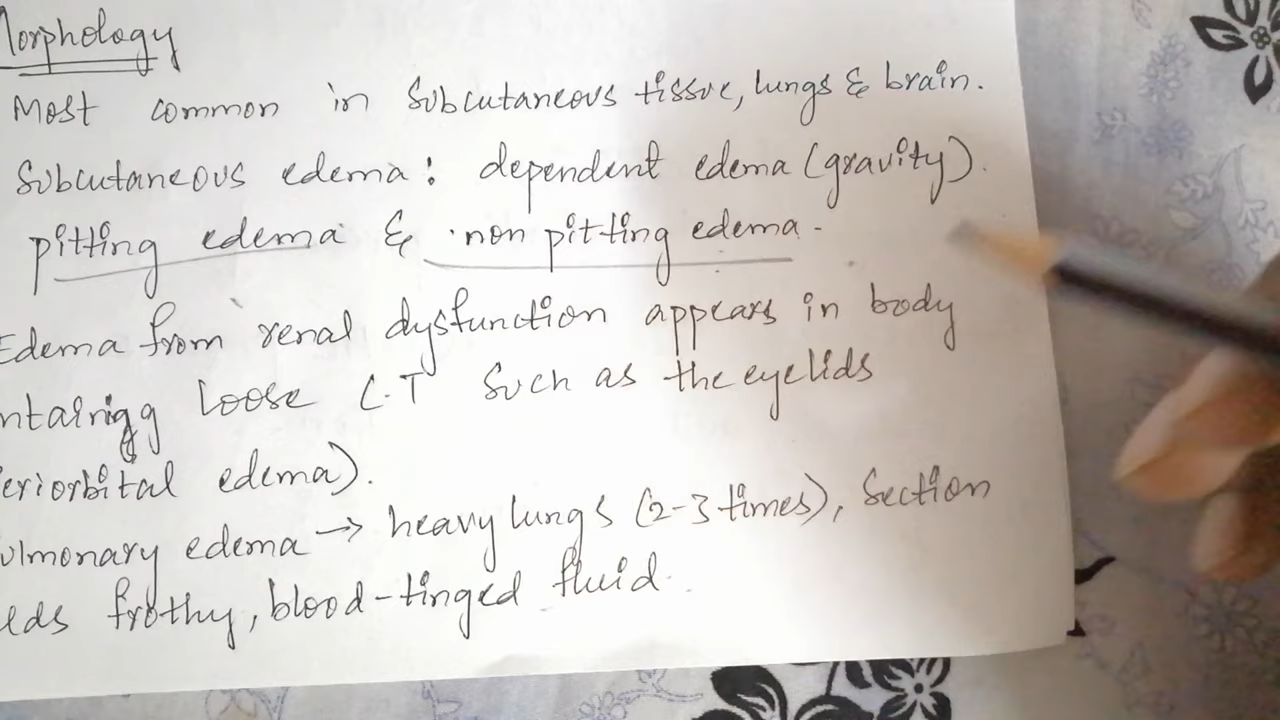 Morphology
Most common in Subcutaneous tissue, lungs & brain.
Subcutaneous edema: dependent edema (gravity).
pitting edema & non pitting edema.
Edema from renal dysfunction appears in body
ntaining loose C.T such as the eyelids
eriorbital edema).
ulmonary edema → heavy lungs (2-3 times), Section
elds frothy, blood-tinged fluid.